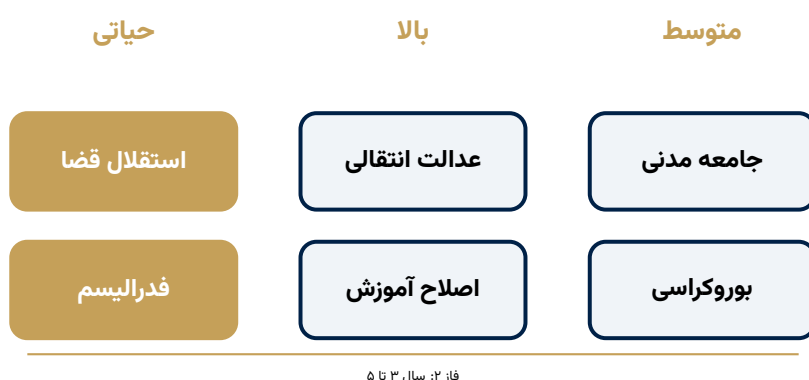 متوسط
بالا
حیاتی
جامعه مدنی
عدالت انتقالی
استقلال قضا
بوروکراسی
اصلاح آموزش
فدرالیسم
فاز ۲: سال ۳ تا ۵